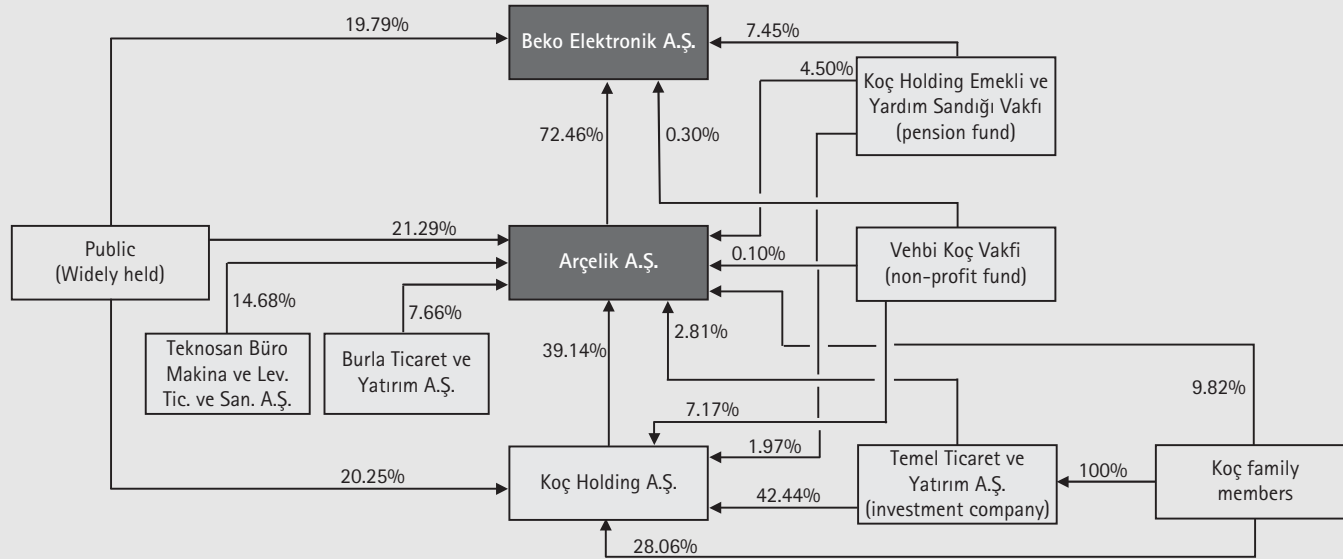 19.79%
Beko Elektronik A.Ş.
7.45%
4.50%
Koç Holding Emekli ve
Yardım Sandığı Vakfı
(pension fund)
72.46%
0.30%
Public
(Widely held)
21.29%
Arçelik A.Ş.
0.10%
Vehbi Koç Vakfi
(non-profit fund)
14.68%
7.66%
Teknosan Büro
Makina ve Lev.
Tic. ve San. A.Ş.
Burla Ticaret ve
Yatırım A.Ş.
39.14%
2.81%
9.82%
7.17%
1.97%
20.25%
Koç Holding A.Ş.
42.44%
Temel Ticaret ve
Yatırım A.Ş.
(investment company)
100%
Koç family
members
28.06%